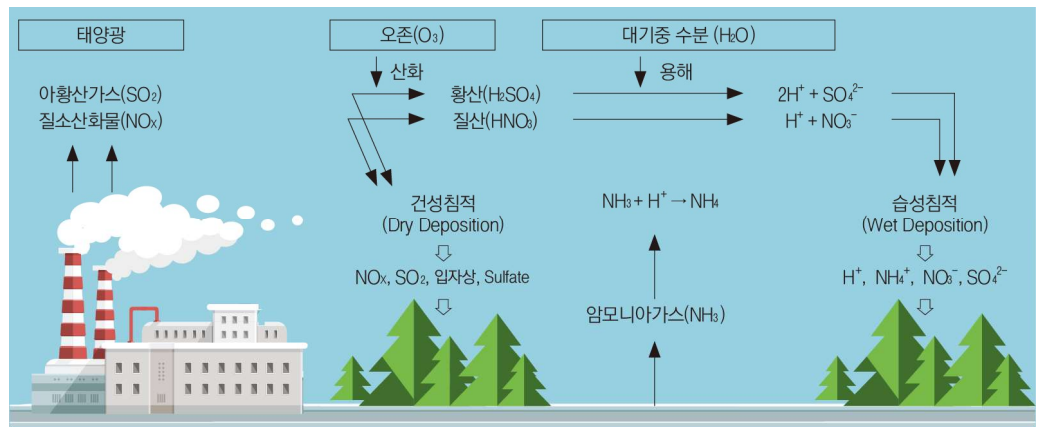 태양광
오존(O₃)
대기중 수분 (H₂O)
산화
용해
아황산가스(SO₂)
질소산화물(NOx)
황산(H₂SO₄)
질산(HNO₃)
2H⁺ + SO₄²⁻
H⁺ + NO₃⁻
건성침적
(Dry Deposition)
NOx, SO₂, 입자상, Sulfate
NH₃ + H⁺ → NH₄
암모니아가스(NH₃)
습성침적
(Wet Deposition)
H⁺, NH₄⁺, NO₃⁻, SO₄²⁻